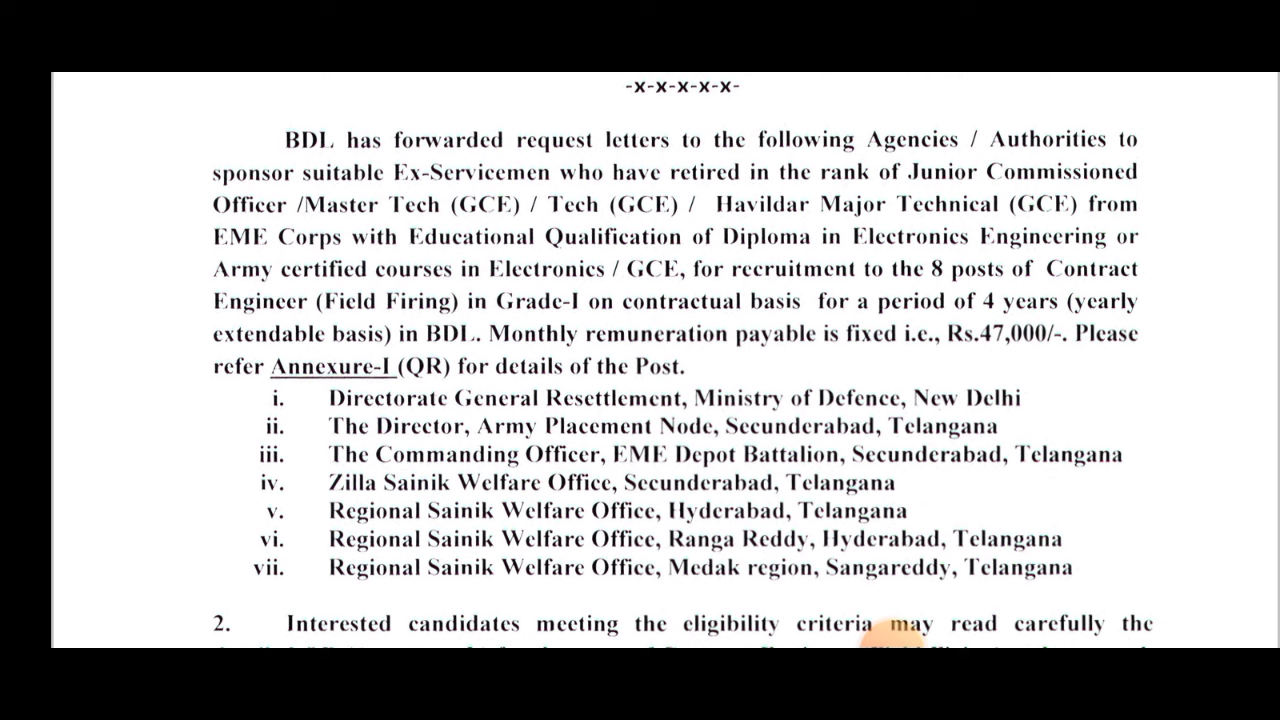 -x-x-x-x-x-
BDL has forwarded request letters to the following Agencies / Authorities to
sponsor suitable Ex-Servicemen who have retired in the rank of Junior Commissioned
Officer /Master Tech (GCE) / Tech (GCE) / Havildar Major Technical (GCE) from
EME Corps with Educational Qualification of Diploma in Electronics Engineering or
Army certified courses in Electronics / GCE, for recruitment to the 8 posts of Contract
Engineer (Field Firing) in Grade-I on contractual basis for a period of 4 years (yearly
extendable basis) in BDL. Monthly remuneration payable is fixed i.e., Rs.47,000/-. Please
refer Annexure-I (QR) for details of the Post.
i. Directorate General Resettlement, Ministry of Defence, New Delhi
ii. The Director, Army Placement Node, Secunderabad, Telangana
iii. The Commanding Officer, EME Depot Battalion, Secunderabad, Telangana
iv. Zilla Sainik Welfare Office, Secunderabad, Telangana
v. Regional Sainik Welfare Office, Hyderabad, Telangana
vi. Regional Sainik Welfare Office, Ranga Reddy, Hyderabad, Telangana
vii. Regional Sainik Welfare Office, Medak region, Sangareddy, Telangana
2. Interested candidates meeting the eligibility criteria may read carefully the